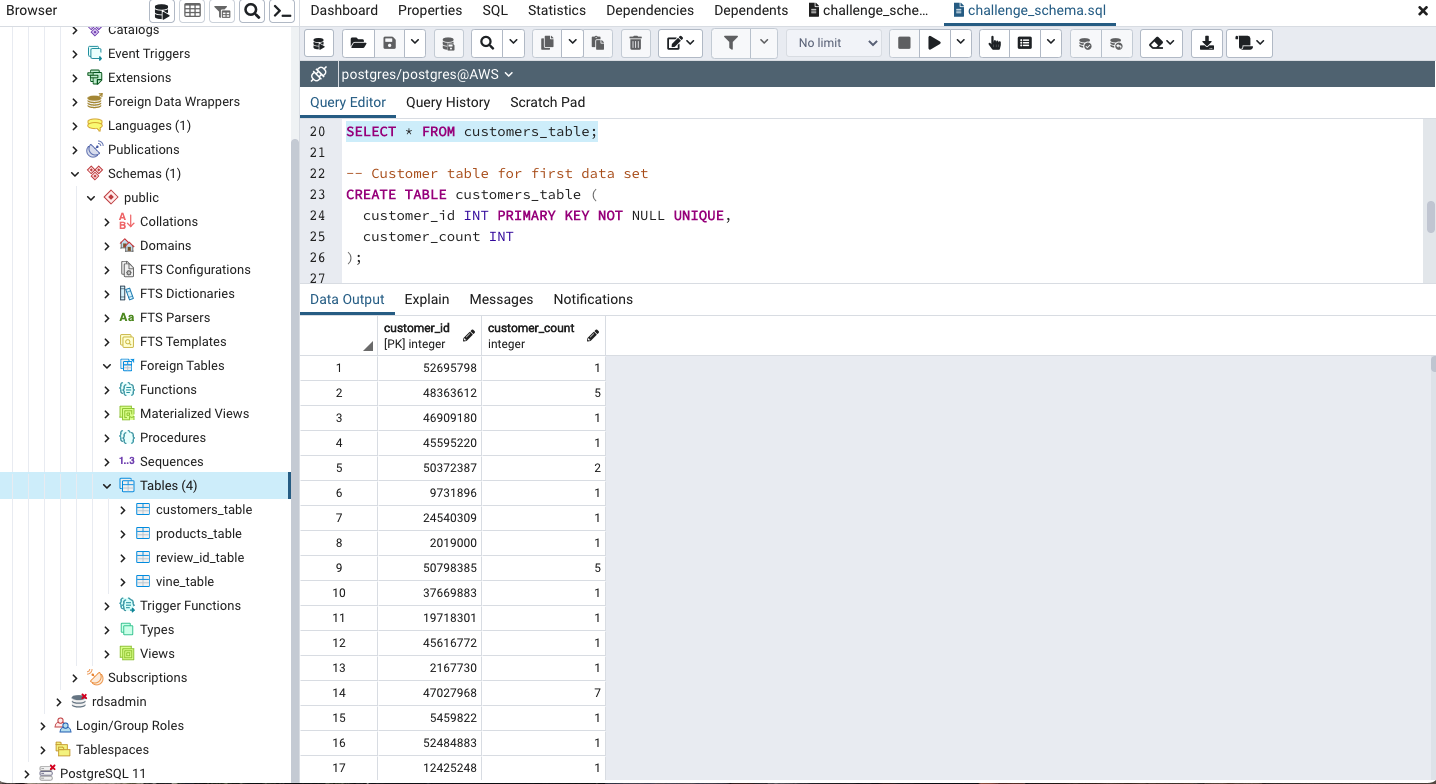 Browser
Dashboard Properties SQL Statistics Dependencies Dependents challenge_sche... challenge_schema.sql
Catalogs
Event Triggers
Extensions
Foreign Data Wrappers
Languages (1)
Publications
Schemas (1)
public
Collations
Domains
FTS Configurations
FTS Dictionaries
Aa FTS Parsers
FTS Templates
Foreign Tables
Functions
Materialized Views
Procedures
1..3 Sequences
Tables (4)
customers_table
products_table
review_id_table
vine_table
Trigger Functions
Types
Views
Subscriptions
rdsadmin
Login/Group Roles
Tablespaces
PostgreSQL 11
No limit
postgres/postgres@AWS
Query Editor Query History Scratch Pad
20 SELECT * FROM customers_table;
21
22 -- Customer table for first data set
23 CREATE TABLE customers_table (
24 customer_id INT PRIMARY KEY NOT NULL UNIQUE,
25 customer_count INT
26 );
27
Data Output Explain Messages Notifications
customer_id customer_count
[PK] integer integer
1 52695798 1
2 48363612 5
3 46909180 1
4 45595220 1
5 50372387 2
6 9731896 1
7 24540309 1
8 2019000 1
9 50798385 5
10 37669883 1
11 19718301 1
12 45616772 1
13 2167730 1
14 47027968 7
15 5459822 1
16 52484883 1
17 12425248 1